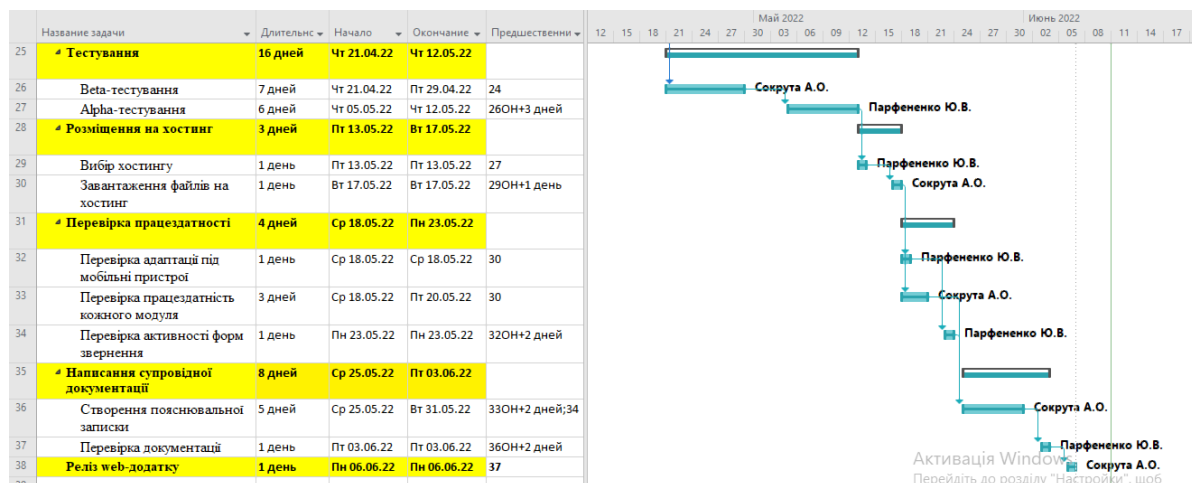 Май 2022 Июнь 2022
Название задачи Длительнс Начало Окончание Предшественни 12 15 18 21 24 27 30 03 06 09 12 15 18 21 24 27 30 02 05 08 11 14 17
25 Тестування 16 дней Чт 21.04.22 Чт 12.05.22
26 Beta-тестування 7 дней Чт 21.04.22 Пт 29.04.22 24 Сокрута А.О.
27 Alpha-тестування 6 дней Чт 05.05.22 Чт 12.05.22 26ОН+3 дней Парфененко Ю.В.
28 Розміщення на хостинг 3 дней Пт 13.05.22 Вт 17.05.22
29 Вибір хостингу 1 день Пт 13.05.22 Пт 13.05.22 27 Парфененко Ю.В.
30 Завантаження файлів на 1 день Вт 17.05.22 Вт 17.05.22 29ОН+1 день Сокрута А.О.
хостинг
31 Перевірка працездатності 4 дней Ср 18.05.22 Пн 23.05.22
32 Перевірка адаптації під 1 день Ср 18.05.22 Ср 18.05.22 30 Парфененко Ю.В.
мобільні пристрої
33 Перевірка працездатність 3 дней Ср 18.05.22 Пт 20.05.22 30 Сокрута А.О.
кожного модуля
34 Перевірка активності форм 1 день Пн 23.05.22 Пн 23.05.22 32ОН+2 дней Парфененко Ю.В.
звернення
35 Написання супровідної 8 дней Ср 25.05.22 Пт 03.06.22
документації
36 Створення пояснювальної 5 дней Ср 25.05.22 Вт 31.05.22 33ОН+2 дней;34 Сокрута А.О.
записки
37 Перевірка документації 1 день Пт 03.06.22 Пт 03.06.22 36ОН+2 дней Парфененко Ю.В.
38 Реліз web-додатку 1 день Пн 06.06.22 Пн 06.06.22 37 Сокрута А.О.
Активація Windows
Перейдіть до розділу "Настройки", щоб